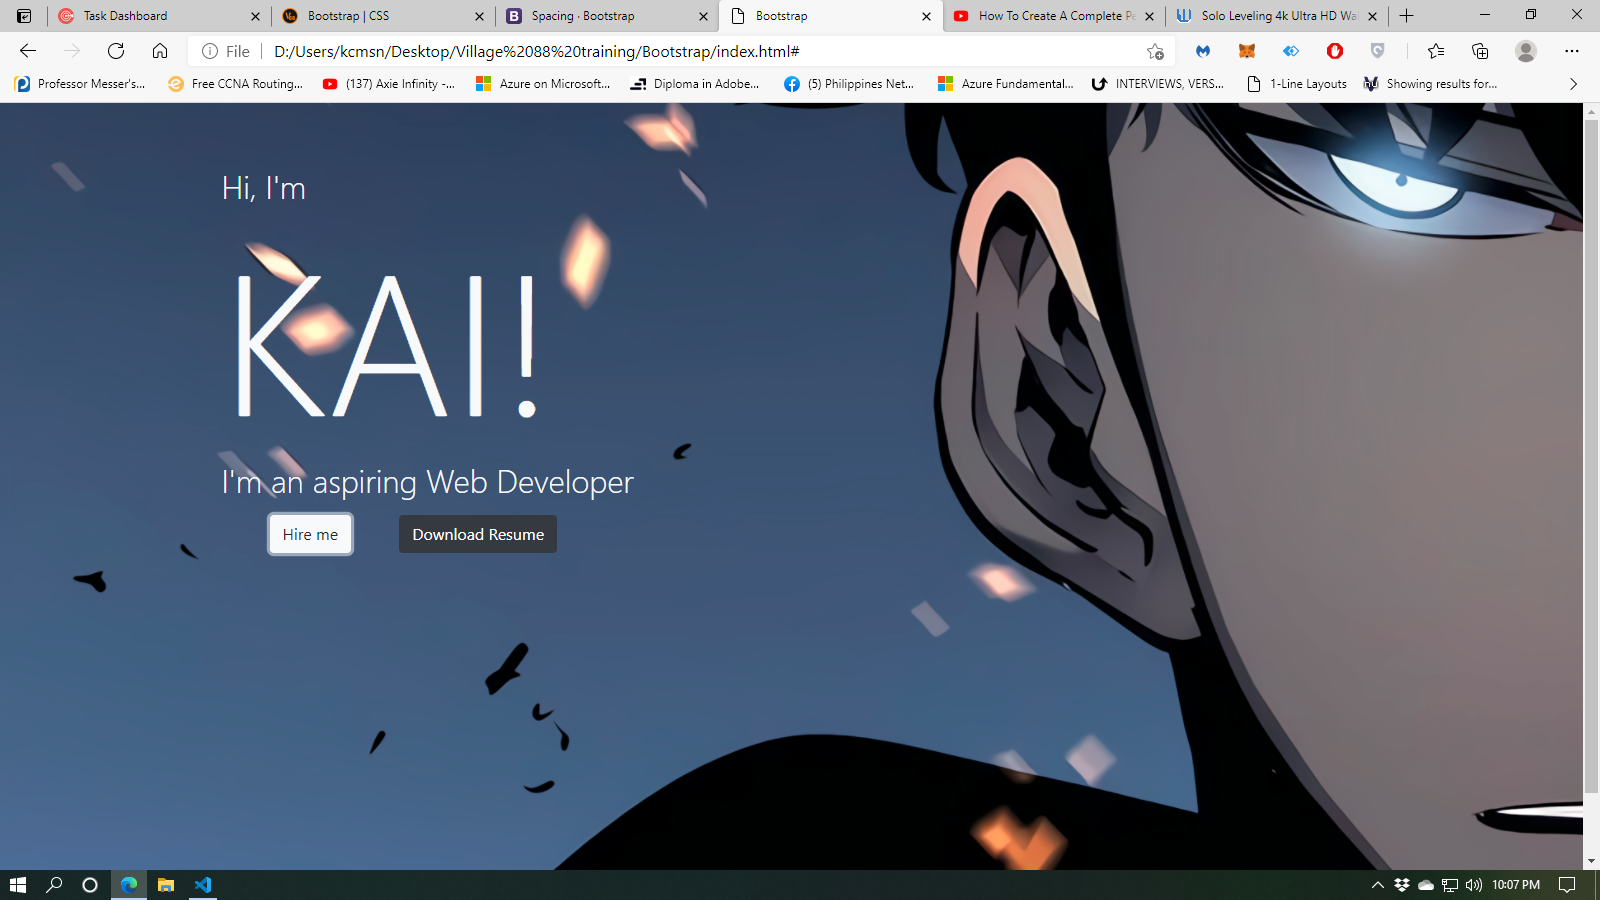 Task Dashboard
Bootstrap | CSS
Spacing · Bootstrap
Bootstrap
How To Create A Complete Pe
Solo Leveling 4k Ultra HD Wal
File
D:/Users/kcmsn/Desktop/Village%2088%20training/Bootstrap/index.html#
Professor Messer's...
Free CCNA Routing...
(137) Axie Infinity -...
Azure on Microsoft...
Diploma in Adobe...
(5) Philippines Net...
Azure Fundamental...
INTERVIEWS, VERS...
1-Line Layouts
Showing results for...
Hi, I'm
KAI!
I'm an aspiring Web Developer
Hire me
Download Resume
10:07 PM